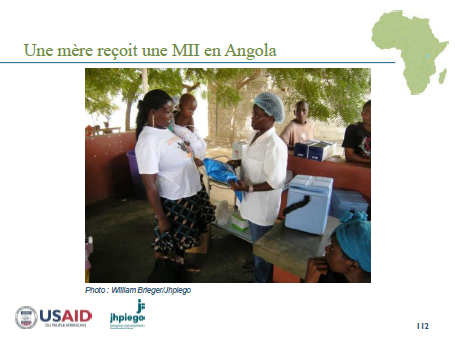 Une mère reçoit une MII en Angola
Photo : William Brieger/Jhpiego
USAID
DU PEUPLE AMERICAIN
jhpiego
112